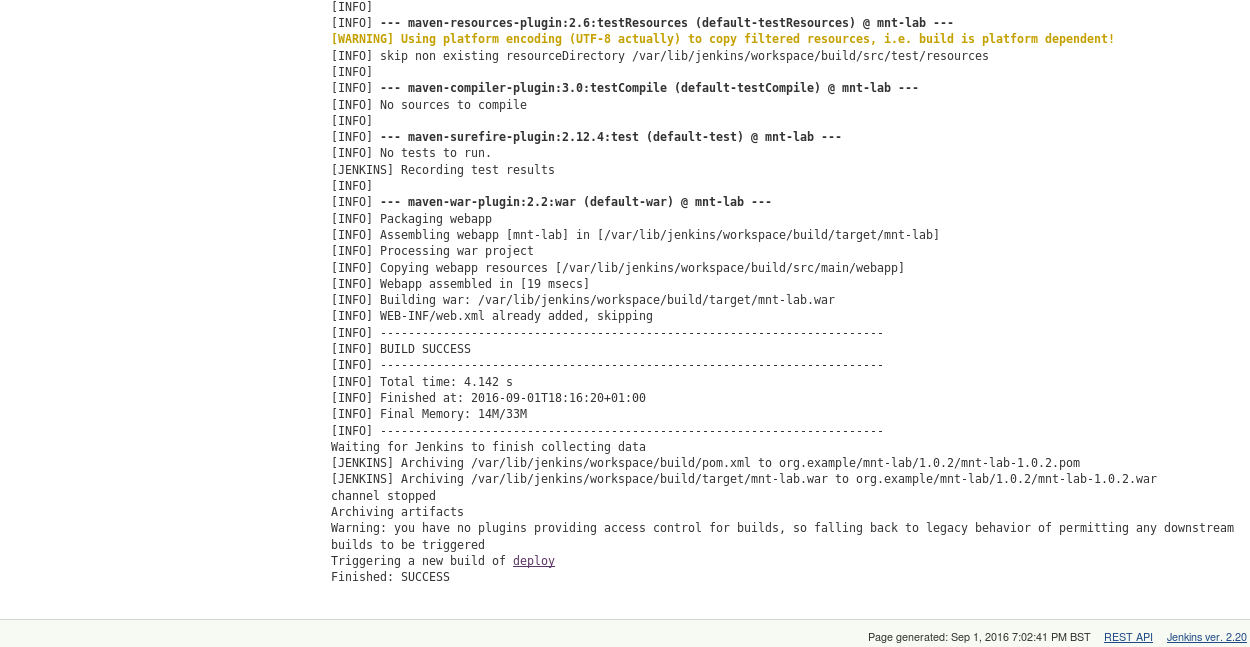 [INFO]
[INFO] --- maven-resources-plugin:2.6:testResources (default-testResources) @ mnt-lab ---
[WARNING] Using platform encoding (UTF-8 actually) to copy filtered resources, i.e. build is platform dependent!
[INFO] skip non existing resourceDirectory /var/lib/jenkins/workspace/build/src/test/resources
[INFO]
[INFO] --- maven-compiler-plugin:3.0:testCompile (default-testCompile) @ mnt-lab ---
[INFO] No sources to compile
[INFO]
[INFO] --- maven-surefire-plugin:2.12.4:test (default-test) @ mnt-lab ---
[INFO] No tests to run.
[JENKINS] Recording test results
[INFO]
[INFO] --- maven-war-plugin:2.2:war (default-war) @ mnt-lab ---
[INFO] Packaging webapp
[INFO] Assembling webapp [mnt-lab] in [/var/lib/jenkins/workspace/build/target/mnt-lab]
[INFO] Processing war project
[INFO] Copying webapp resources [/var/lib/jenkins/workspace/build/src/main/webapp]
[INFO] Webapp assembled in [19 msecs]
[INFO] Building war: /var/lib/jenkins/workspace/build/target/mnt-lab.war
[INFO] WEB-INF/web.xml already added, skipping
[INFO] ------------------------------------------------------------------------
[INFO] BUILD SUCCESS
[INFO] ------------------------------------------------------------------------
[INFO] Total time: 4.142 s
[INFO] Finished at: 2016-09-01T18:16:20+01:00
[INFO] Final Memory: 14M/33M
[INFO] ------------------------------------------------------------------------
Waiting for Jenkins to finish collecting data
[JENKINS] Archiving /var/lib/jenkins/workspace/build/pom.xml to org.example/mnt-lab/1.0.2/mnt-lab-1.0.2.pom
[JENKINS] Archiving /var/lib/jenkins/workspace/build/target/mnt-lab.war to org.example/mnt-lab/1.0.2/mnt-lab-1.0.2.war
channel stopped
Archiving artifacts
Warning: you have no plugins providing access control for builds, so falling back to legacy behavior of permitting any downstream
builds to be triggered
Triggering a new build of deploy
Finished: SUCCESS
Page generated: Sep 1, 2016 7:02:41 PM BST REST API Jenkins ver. 2.20